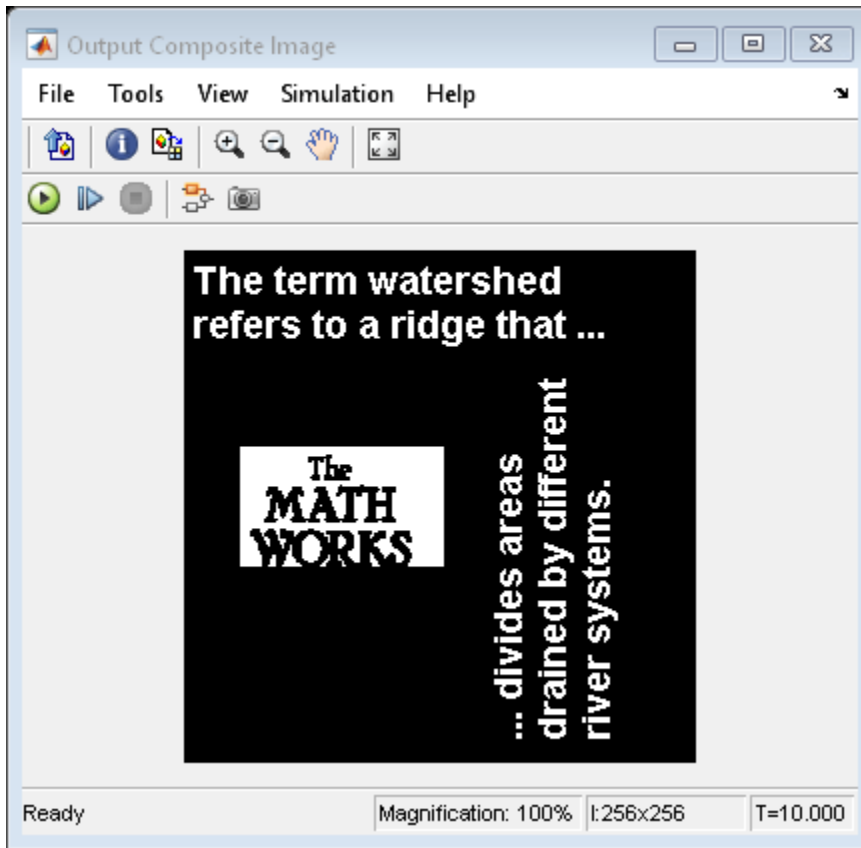 Output Composite Image
File Tools View Simulation Help
The term watershed
refers to a ridge that ...
The
MATH
WORKS
... divides areas
drained by different
river systems.
Ready Magnification: 100% I:256x256 T=10.000